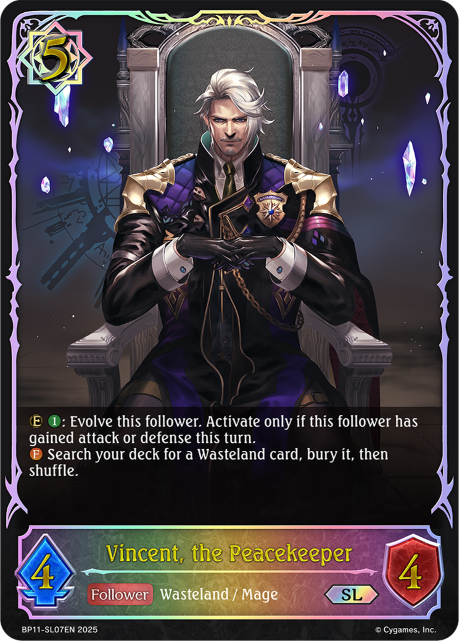 5
E 1: Evolve this follower. Activate only if this follower has
gained attack or defense this turn.
F Search your deck for a Wasteland card, bury it, then
shuffle.
Vincent, the Peacekeeper
4
Follower Wasteland / Mage SL
4
BP11-SL07EN 2025 © Cygames, Inc.